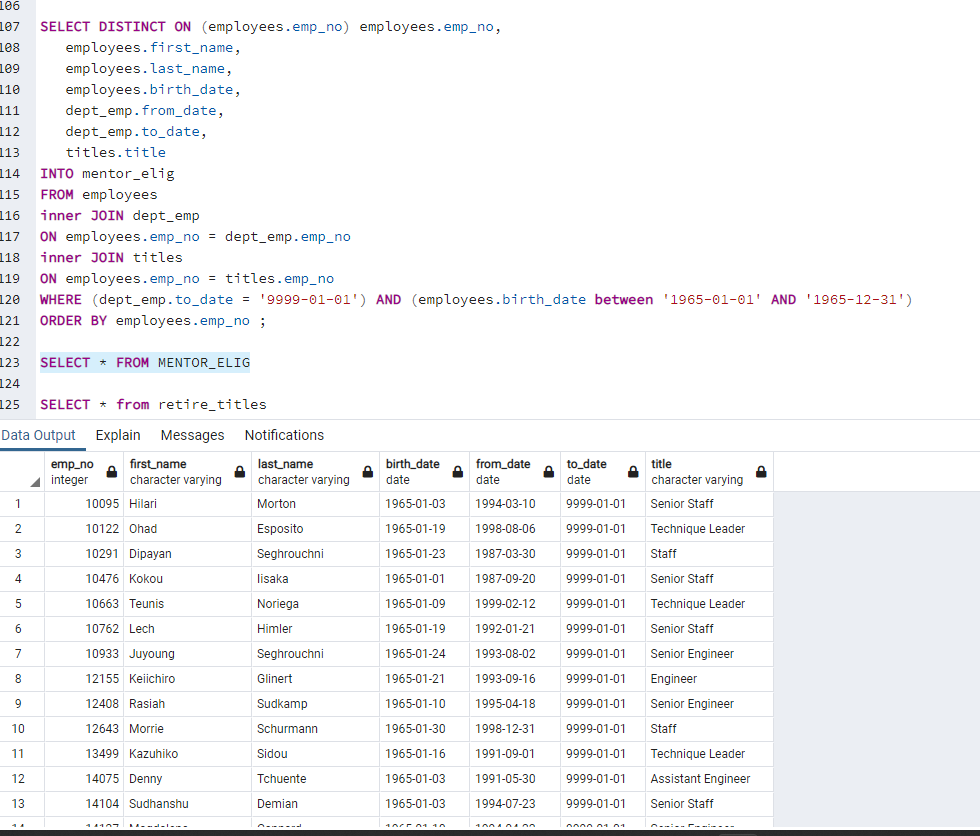 106
107 SELECT DISTINCT ON (employees.emp_no) employees.emp_no,
108 employees.first_name,
109 employees.last_name,
110 employees.birth_date,
111 dept_emp.from_date,
112 dept_emp.to_date,
113 titles.title
114 INTO mentor_elig
115 FROM employees
116 inner JOIN dept_emp
117 ON employees.emp_no = dept_emp.emp_no
118 inner JOIN titles
119 ON employees.emp_no = titles.emp_no
120 WHERE (dept_emp.to_date = '9999-01-01') AND (employees.birth_date between '1965-01-01' AND '1965-12-31')
121 ORDER BY employees.emp_no ;
122
123 SELECT * FROM MENTOR_ELIG
124
125 SELECT * from retire_titles
Data Output Explain Messages Notifications
emp_no first_name last_name birth_date from_date to_date title
integer character varying character varying date date date character varying
1 10095 Hilari Morton 1965-01-03 1994-03-10 9999-01-01 Senior Staff
2 10122 Ohad Esposito 1965-01-19 1998-08-06 9999-01-01 Technique Leader
3 10291 Dipayan Seghrouchni 1965-01-23 1987-03-30 9999-01-01 Staff
4 10476 Kokou Iisaka 1965-01-01 1987-09-20 9999-01-01 Senior Staff
5 10663 Teunis Noriega 1965-01-09 1999-02-12 9999-01-01 Technique Leader
6 10762 Lech Himler 1965-01-19 1992-01-21 9999-01-01 Senior Staff
7 10933 Juyoung Seghrouchni 1965-01-24 1993-08-02 9999-01-01 Senior Engineer
8 12155 Keiichiro Glinert 1965-01-21 1993-09-16 9999-01-01 Engineer
9 12408 Rasiah Sudkamp 1965-01-10 1995-04-18 9999-01-01 Senior Engineer
10 12643 Morrie Schurmann 1965-01-30 1998-12-31 9999-01-01 Staff
11 13499 Kazuhiko Sidou 1965-01-16 1991-09-01 9999-01-01 Technique Leader
12 14075 Denny Tchuente 1965-01-03 1991-05-30 9999-01-01 Assistant Engineer
13 14104 Sudhanshu Demian 1965-01-03 1994-07-23 9999-01-01 Senior Staff